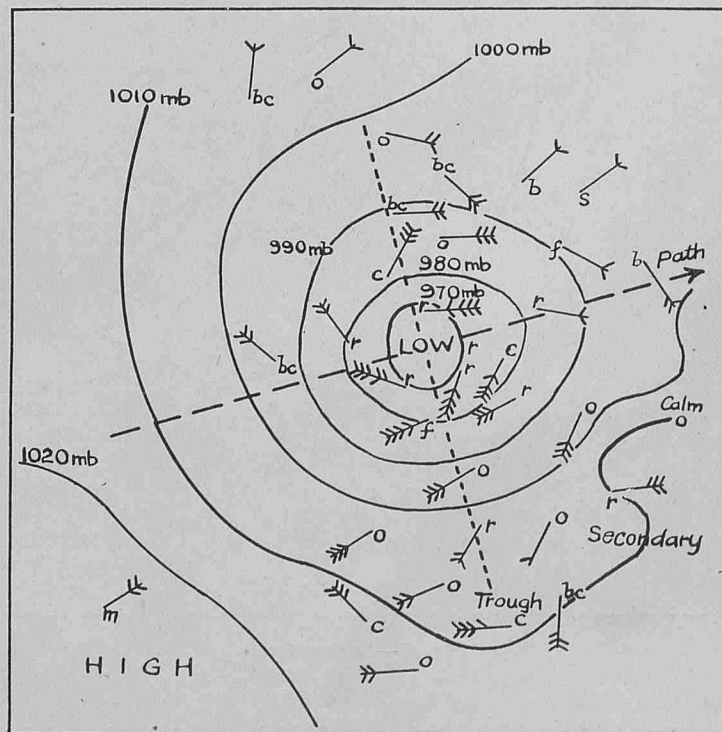 1000mb
1010mb
bc
o
o
bc
b
s
bc
o
f
b
Path
990mb
c
980mb
970mb
r
r
r
r
LOW
r
c
bc
r
r
r
f
o
Calm
o
1020mb
o
r
Secondary
r
o
o
o
Trough
bc
m
c
c
HIGH
o